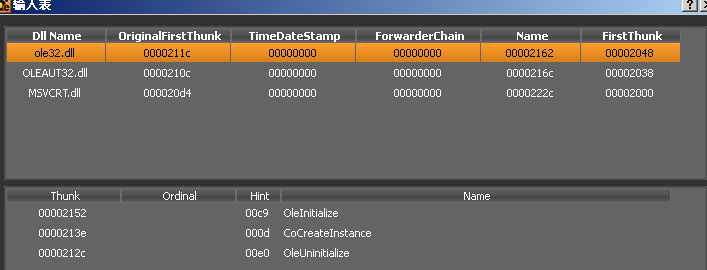 输入表
Dll Name OriginalFirstThunk TimeDateStamp ForwarderChain Name FirstThunk
ole32.dll 0000211c 00000000 00000000 00002162 00002048
OLEAUT32.dll 0000210c 00000000 00000000 0000216c 00002038
MSVCRT.dll 000020d4 00000000 00000000 0000222c 00002000
Thunk Ordinal Hint Name
00002152 00c9 OleInitialize
0000213e 000d CoCreateInstance
0000212c 00e0 OleUninitialize